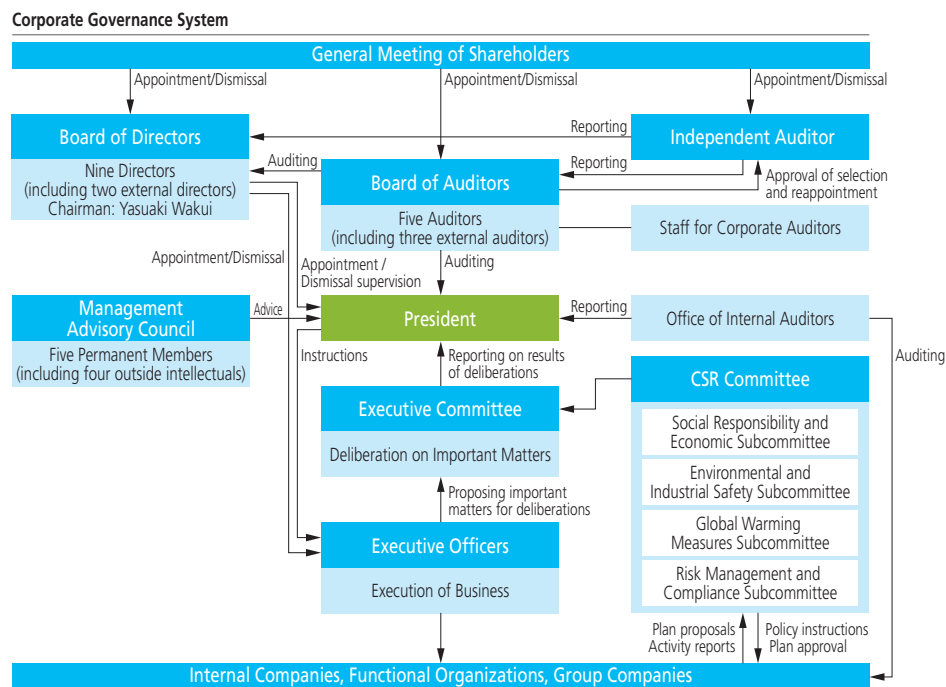 Corporate Governance System
General Meeting of Shareholders
Appointment/Dismissal
Appointment/Dismissal
Appointment/Dismissal
Board of Directors
Reporting
Independent Auditor
Nine Directors
(including two external directors)
Chairman: Yasuaki Wakui
Auditing
Board of Auditors
Reporting
Approval of selection
and reappointment
Five Auditors
(including three external auditors)
Staff for Corporate Auditors
Appointment/Dismissal
Appointment /
Dismissal supervision
Auditing
Management
Advisory Council
Advice
President
Reporting
Office of Internal Auditors
Five Permanent Members
(including four outside intellectuals)
Instructions
Reporting on results
of deliberations
Auditing
Executive Committee
CSR Committee
Deliberation on Important Matters
Social Responsibility and
Economic Subcommittee
Environmental and
Industrial Safety Subcommittee
Proposing important
matters for deliberations
Global Warming
Measures Subcommittee
Executive Officers
Risk Management and
Compliance Subcommittee
Execution of Business
Plan proposals
Activity reports
Policy instructions
Plan approval
Internal Companies, Functional Organizations, Group Companies